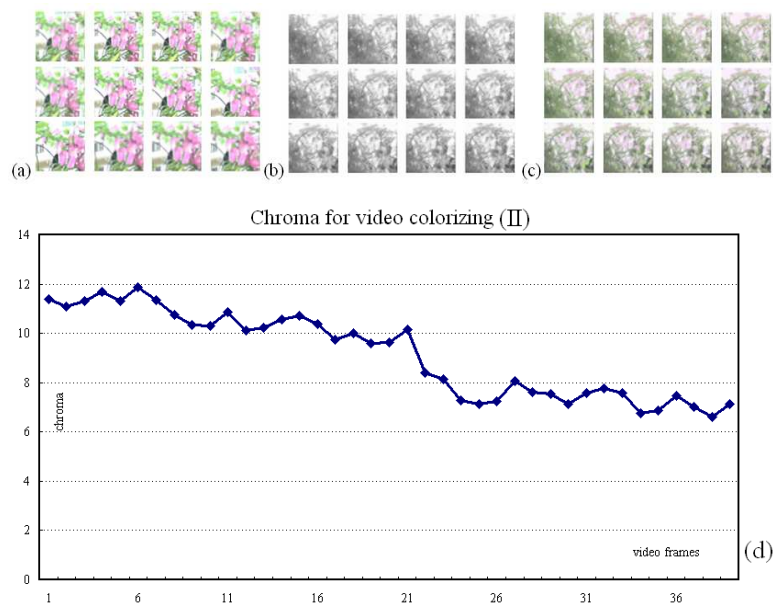 (a) (b) (c)
Chroma for video colorizing (Ⅱ)
14
12
10
8
6
4
2
0
chroma
video frames
(d)
1 6 11 16 21 26 31 36